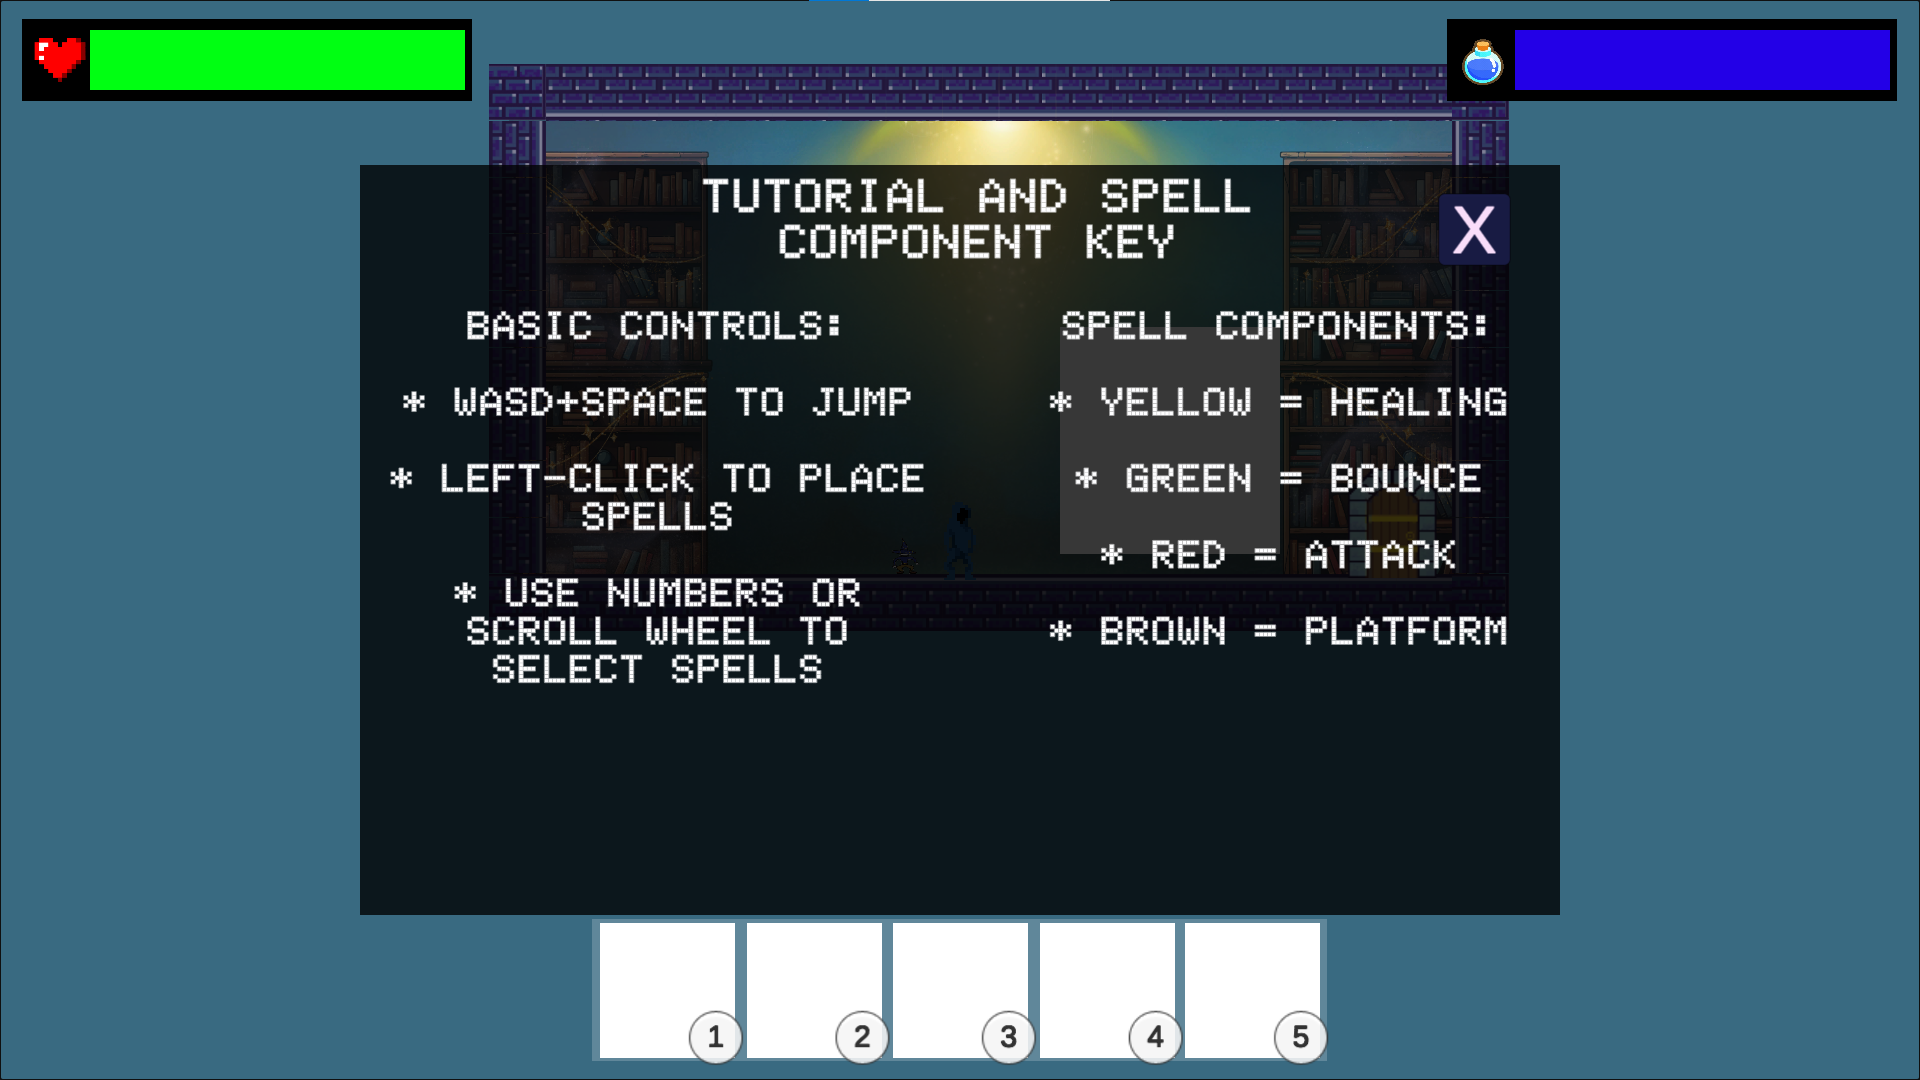 TUTORIAL AND SPELL
COMPONENT KEY
X
BASIC CONTROLS:
* WASD+SPACE TO JUMP
* LEFT-CLICK TO PLACE
SPELLS
* USE NUMBERS OR
SCROLL WHEEL TO
SELECT SPELLS
SPELL COMPONENTS:
* YELLOW = HEALING
* GREEN = BOUNCE
* RED = ATTACK
* BROWN = PLATFORM
1
2
3
4
5